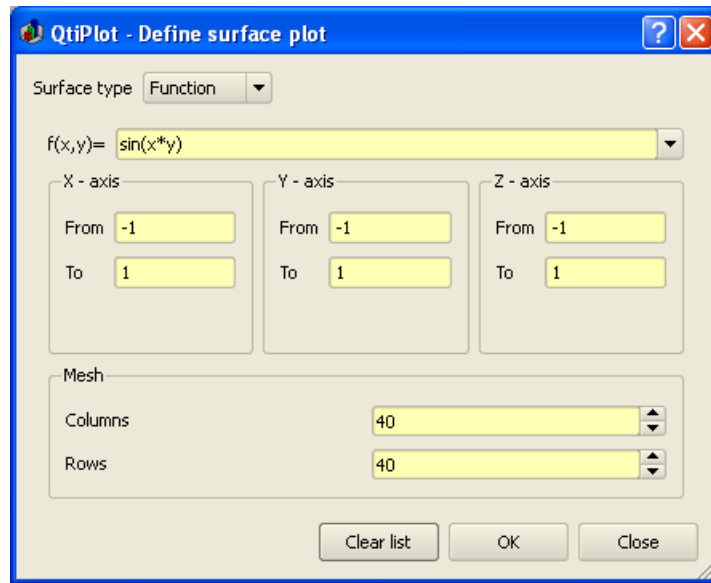 QtiPlot - Define surface plot
Surface type Function
f(x,y)= sin(x*y)
X - axis Y - axis Z - axis
From -1 From -1 From -1
To 1 To 1 To 1
Mesh
Columns 40
Rows 40
Clear list OK Close